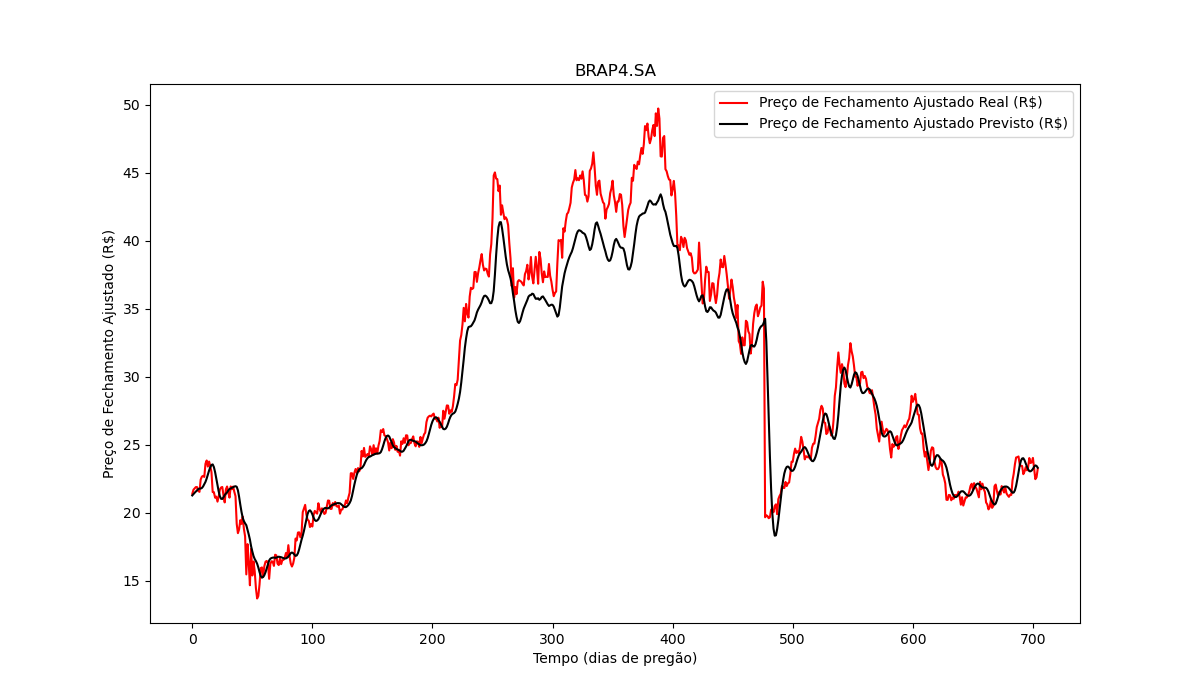 BRAP4.SA
Preço de Fechamento Ajustado Real (R$)
Preço de Fechamento Ajustado Previsto (R$)
Preço de Fechamento Ajustado (R$)
50
45
40
35
30
25
20
15
0 100 200 300 400 500 600 700
Tempo (dias de pregão)